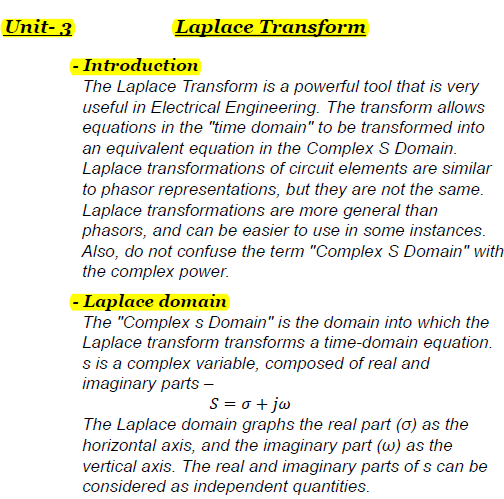 Unit- 3 Laplace Transform
- Introduction
The Laplace Transform is a powerful tool that is very
useful in Electrical Engineering. The transform allows
equations in the "time domain" to be transformed into
an equivalent equation in the Complex S Domain.
Laplace transformations of circuit elements are similar
to phasor representations, but they are not the same.
Laplace transformations are more general than
phasors, and can be easier to use in some instances.
Also, do not confuse the term "Complex S Domain" with
the complex power.
- Laplace domain
The "Complex s Domain" is the domain into which the
Laplace transform transforms a time-domain equation.
s is a complex variable, composed of real and
imaginary parts –
S = σ + jω
The Laplace domain graphs the real part (σ) as the
horizontal axis, and the imaginary part (ω) as the
vertical axis. The real and imaginary parts of s can be
considered as independent quantities.